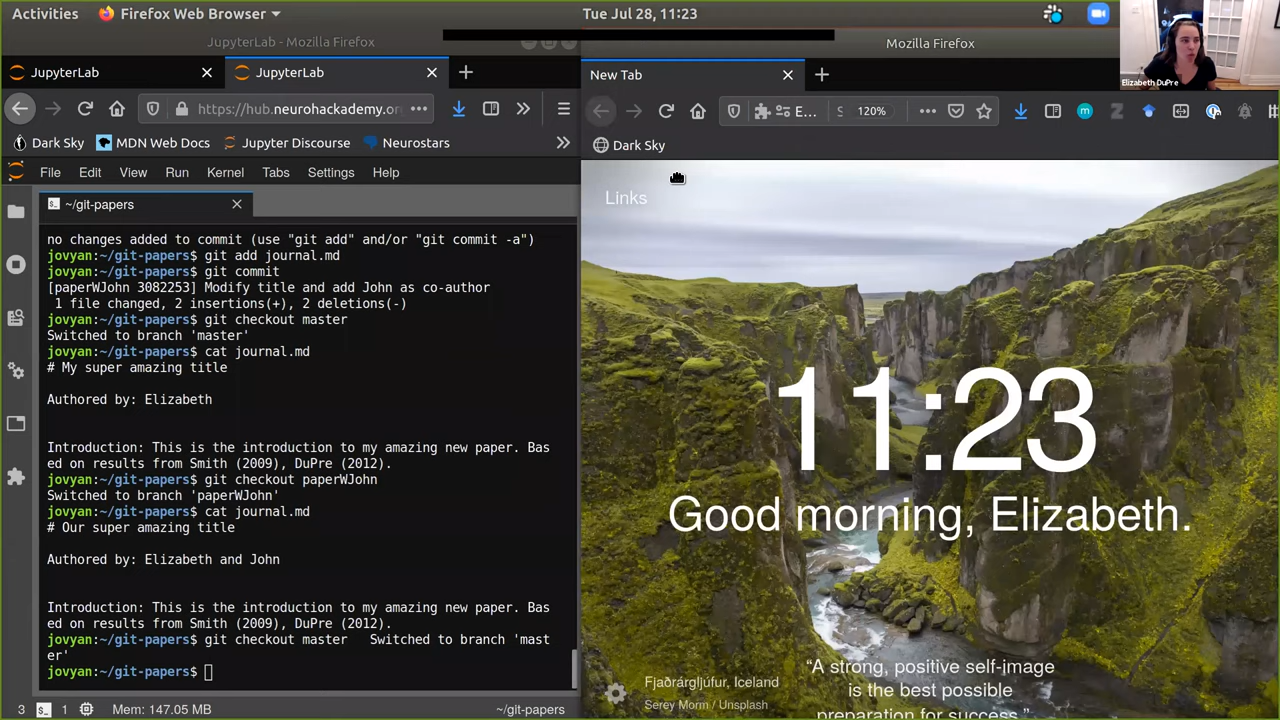 Activities
Firefox Web Browser
Tue Jul 28, 11:23
JupyterLab - Mozilla Firefox
Mozilla Firefox
Elizabeth DuPre
JupyterLab
JupyterLab
New Tab
https://hub.neurohackademy.or
E...
120%
Dark Sky
MDN Web Docs
Jupyter Discourse
Neurostars
Dark Sky
File
Edit
View
Run
Kernel
Tabs
Settings
Help
~/git-papers
no changes added to commit (use "git add" and/or "git commit -a")
jovyan:~/git-papers$ git add journal.md
jovyan:~/git-papers$ git commit
[paperWJohn 3082253] Modify title and add John as co-author
1 file changed, 2 insertions(+), 2 deletions(-)
jovyan:~/git-papers$ git checkout master
Switched to branch 'master'
jovyan:~/git-papers$ cat journal.md
# My super amazing title
Authored by: Elizabeth
Introduction: This is the introduction to my amazing new paper. Bas
ed on results from Smith (2009), DuPre (2012).
jovyan:~/git-papers$ git checkout paperWJohn
Switched to branch 'paperWJohn'
jovyan:~/git-papers$ cat journal.md
# Our super amazing title
Authored by: Elizabeth and John
Introduction: This is the introduction to my amazing new paper. Bas
ed on results from Smith (2009), DuPre (2012).
jovyan:~/git-papers$ git checkout master Switched to branch 'mast
er'
jovyan:~/git-papers$
3
1
Mem: 147.05 MB
~/git-papers
Links
11:23
Good morning, Elizabeth.
Fjaðrárgljúfur, Iceland
Serey Morm / Unsplash
“A strong, positive self-image
is the best possible
preparation for success.”